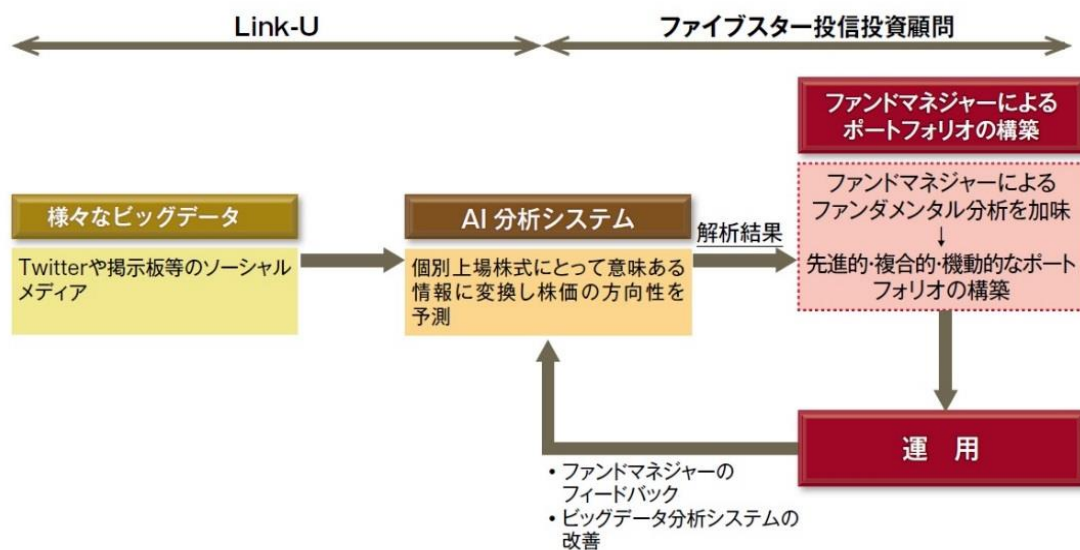 Link-U
ファイブスター投信投資顧問
ファンドマネジャーによる
ポートフォリオの構築
様々なビッグデータ
Twitterや掲示板等のソーシャル
メディア
AI 分析システム
個別上場株式にとって意味ある
情報に変換し株価の方向性を
予測
解析結果
ファンドマネジャーによる
ファンダメンタル分析を加味
↓
先進的・複合的・機動的なポート
フォリオの構築
運 用
・ファンドマネジャーの
フィードバック
・ビッグデータ分析システムの
改善